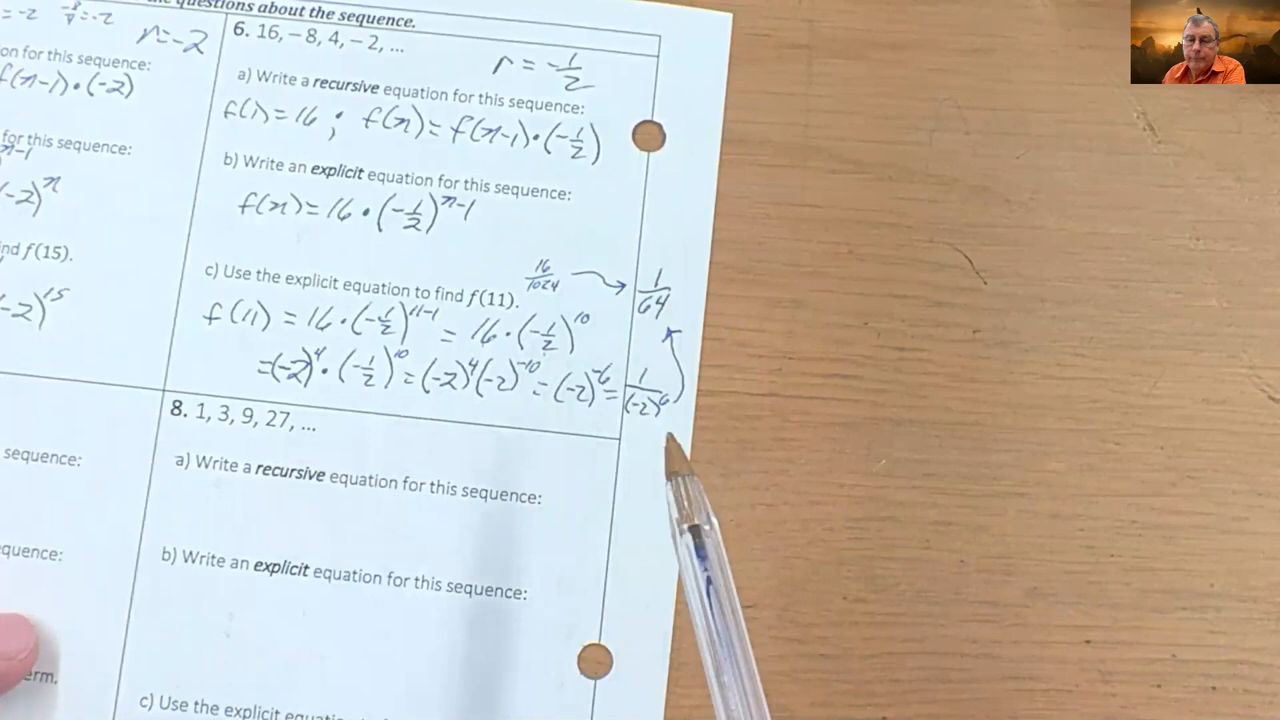 questions about the sequence.
= -2 -8/4 = -2
r = -2
on for this sequence:
f(n-1)·(-2)
for this sequence:
n-1
(-2)^n
nd f(15).
(-2)^15
sequence:
quence:
erm.
6. 16, −8, 4, −2, ...
r = -1/2
a) Write a recursive equation for this sequence:
f(1) = 16 ; f(n) = f(n-1)·(-1/2)
b) Write an explicit equation for this sequence:
f(n) = 16·(-1/2)^n-1
16/1024 → 1/64
c) Use the explicit equation to find f(11).
f(11) = 16·(-1/2)^11-1 = 16·(-1/2)^10
= (-2)^4·(-1/2)^10 = (-2)^4(-2)^-10 = (-2)^-6 = 1/(-2)^6
8. 1, 3, 9, 27, ...
a) Write a recursive equation for this sequence:
b) Write an explicit equation for this sequence:
c) Use the explicit